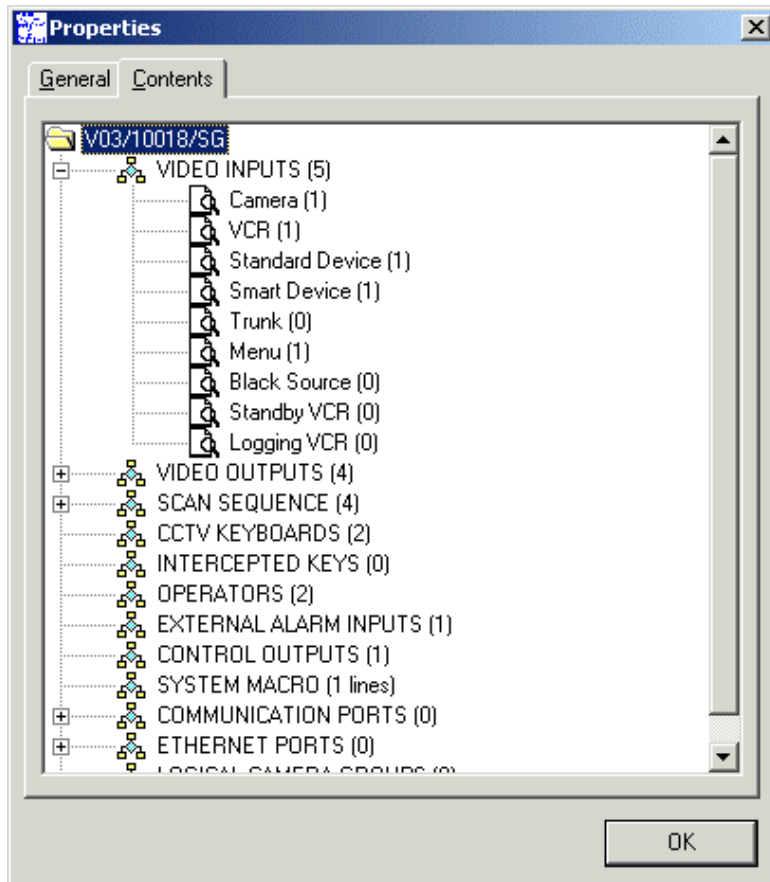 Properties
General Contents
V03/10018/SG
VIDEO INPUTS (5)
Camera (1)
VCR (1)
Standard Device (1)
Smart Device (1)
Trunk (0)
Menu (1)
Black Source (0)
Standby VCR (0)
Logging VCR (0)
VIDEO OUTPUTS (4)
SCAN SEQUENCE (4)
CCTV KEYBOARDS (2)
INTERCEPTED KEYS (0)
OPERATORS (2)
EXTERNAL ALARM INPUTS (1)
CONTROL OUTPUTS (1)
SYSTEM MACRO (1 lines)
COMMUNICATION PORTS (0)
ETHERNET PORTS (0)
LOGICAL CAMERA GROUPS
OK